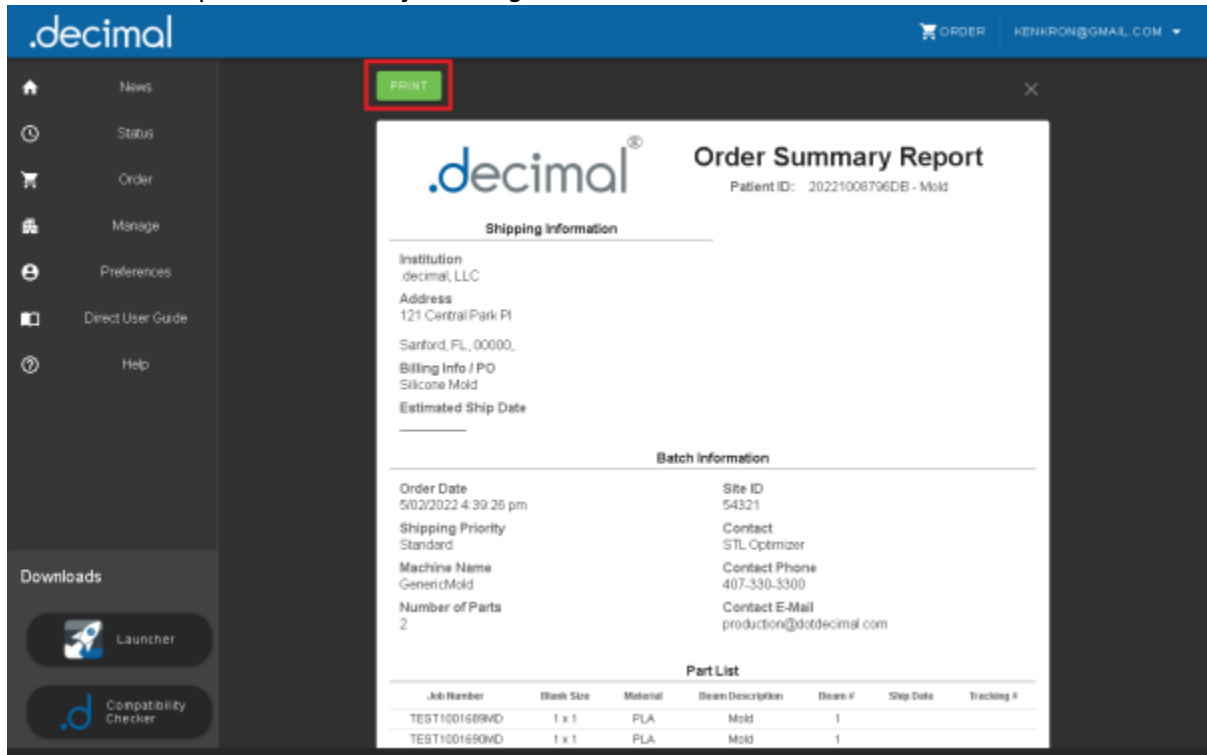 .decimal
ORDER
KENKRON@GMAIL.COM
News
Status
Order
Manage
Preferences
Direct User Guide
Help
Downloads
Launcher
Compatibility
Checker
PRINT
.decimal®
Order Summary Report
Patient ID: 20221008796DB - Mold
Shipping Information
Institution
.decimal, LLC
Address
121 Central Park Pl
Sanford, FL, 00000,
Billing Info / PO
Silicone Mold
Estimated Ship Date
Batch Information
Order Date
5/02/2022 4:39:26 pm
Site ID
54321
Shipping Priority
Standard
Contact
STL Optimizer
Machine Name
GenericMold
Contact Phone
407-330-3300
Number of Parts
2
Contact E-Mail
production@dotdecimal.com
Part List
Job Number Blank Size Material Beam Description Beam # Ship Date Tracking #
TEST1001689MD 1 x 1 PLA Mold 1
TEST1001690MD 1 x 1 PLA Mold 1